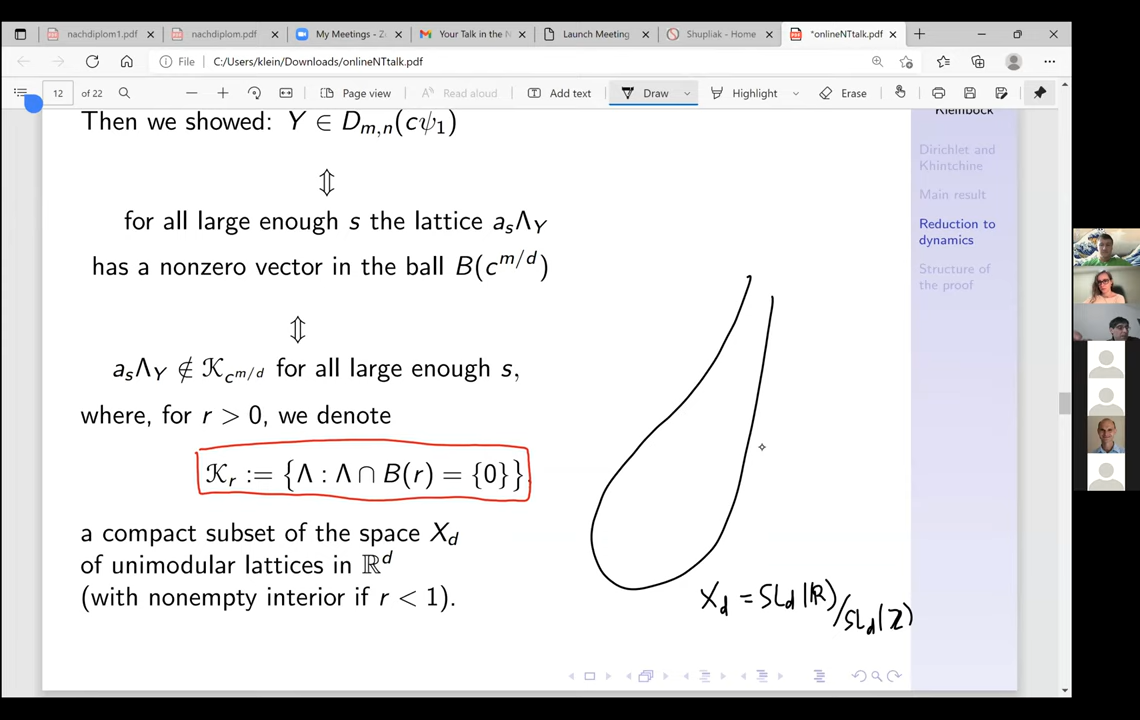 nachdiplom1.pdf
nachdiplom.pdf
My Meetings - Z
Your Talk in the N
Launch Meeting
Shupliak - Home
*onlineNTtalk.pdf
File C:/Users/klein/Downloads/onlineNTtalk.pdf
12 of 22
Page view
Read aloud
Add text
Draw
Highlight
Erase
Then we showed: Y ∈ D_{m,n}(cψ₁)
⇕
for all large enough s the lattice a_sΛ_Y
has a nonzero vector in the ball B(c^{m/d})
⇕
a_sΛ_Y ∉ 𝒦_{c^{m/d}} for all large enough s,
where, for r > 0, we denote
𝒦_r := {Λ : Λ ∩ B(r) = {0}}
a compact subset of the space X_d
of unimodular lattices in ℝ^d
(with nonempty interior if r < 1).
X_d = SL_d(ℝ)/SL_d(ℤ)
Kleinbock
Dirichlet and
Khintchine
Main result
Reduction to
dynamics
Structure of
the proof